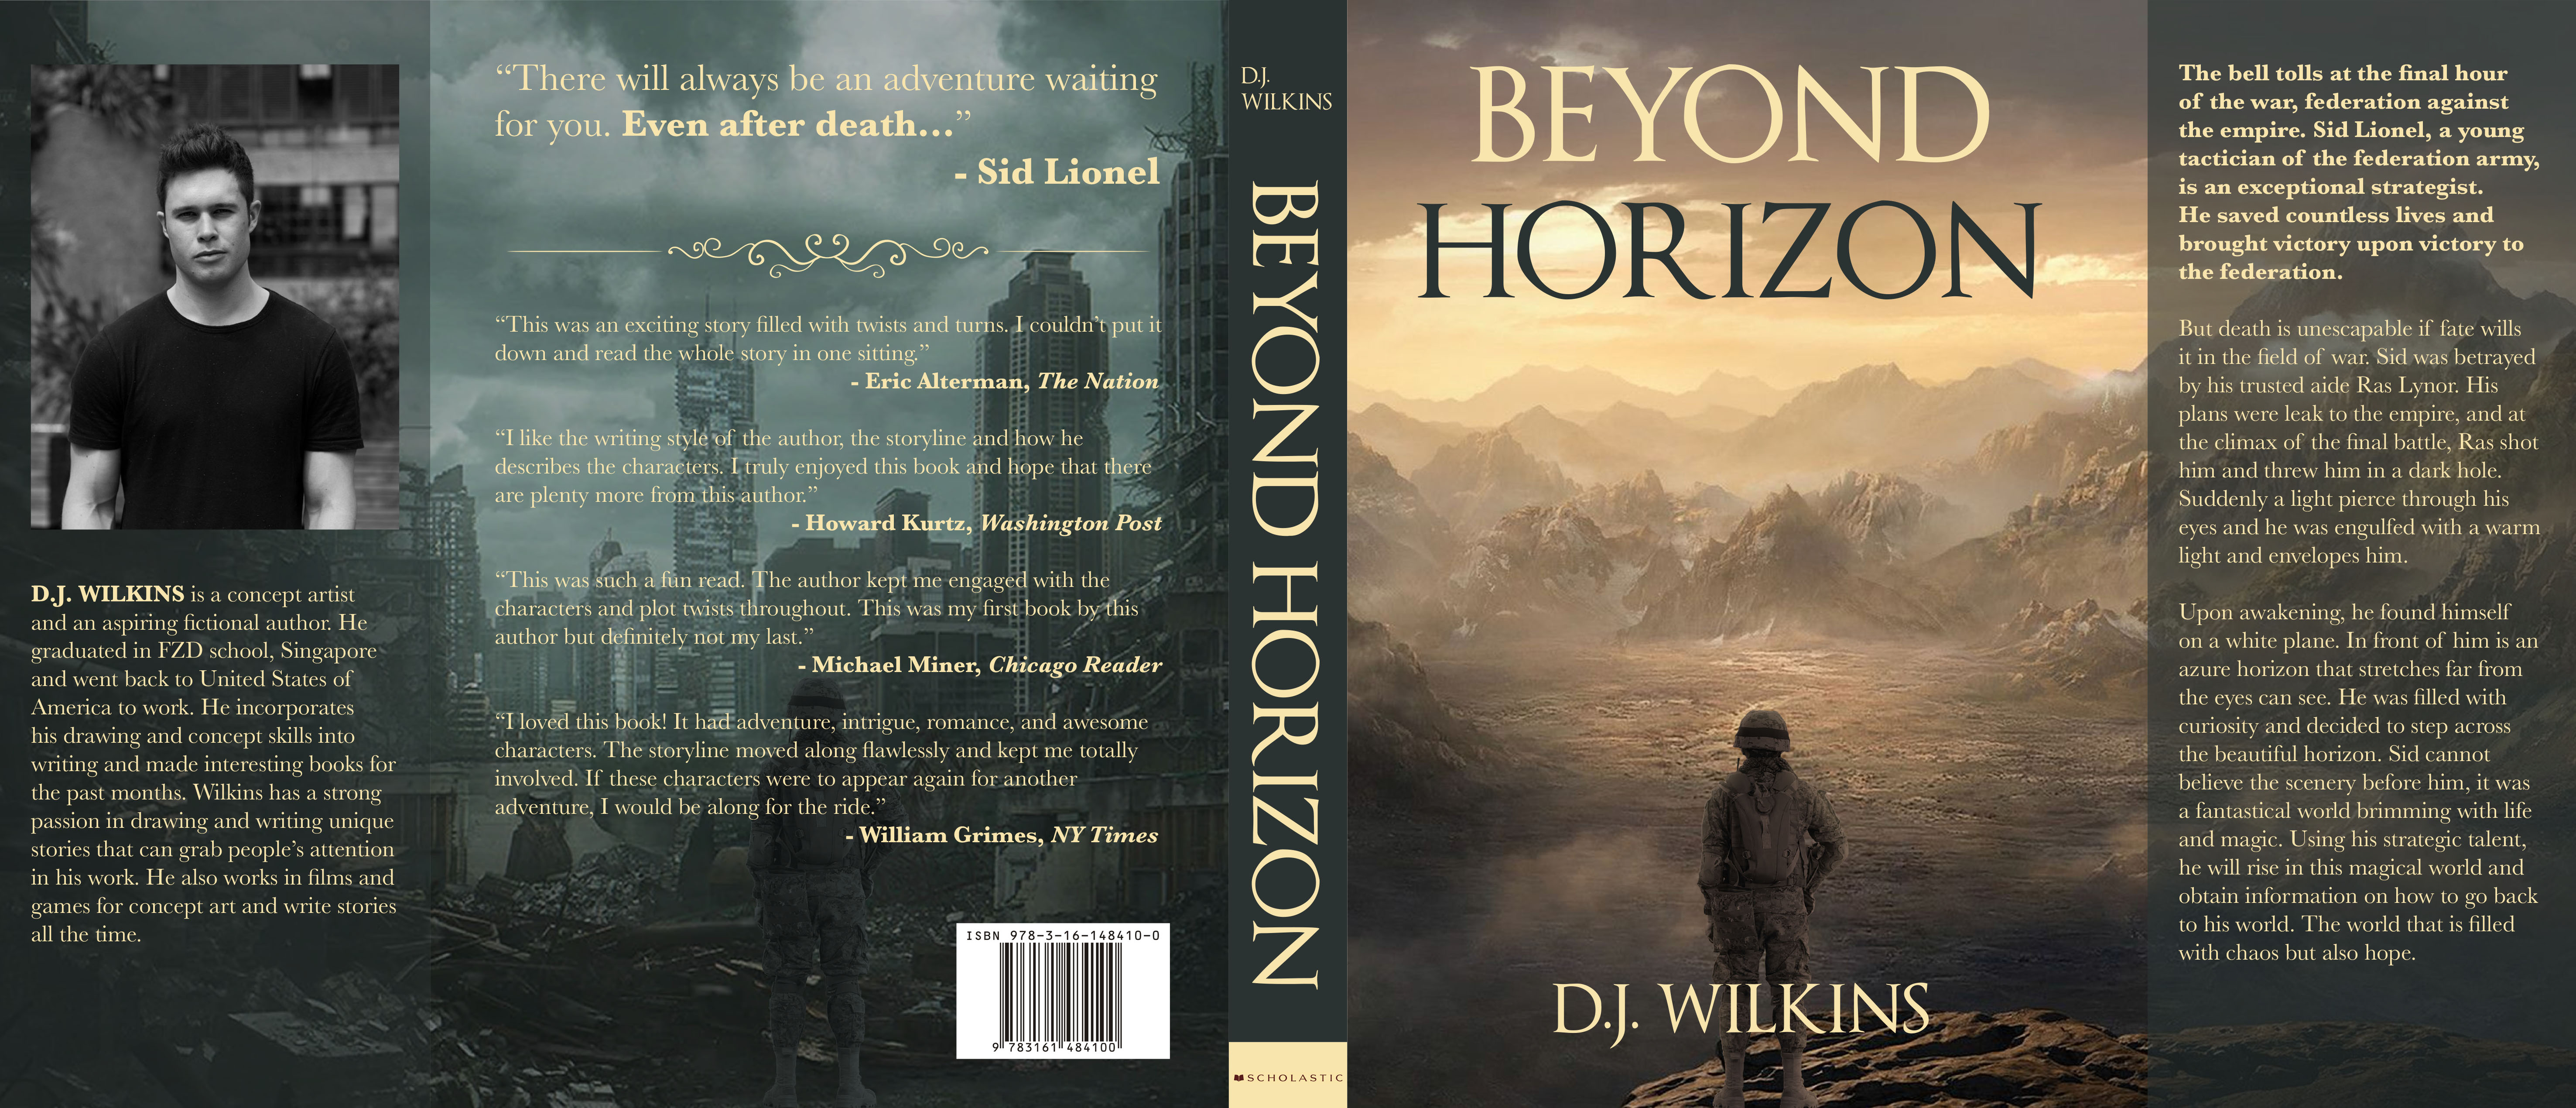 D.J. WILKINS is a concept artist
and an aspiring fictional author. He
graduated in FZD school, Singapore
and went back to United States of
America to work. He incorporates
his drawing and concept skills into
writing and made interesting books for
the past months. Wilkins has a strong
passion in drawing and writing unique
stories that can grab people’s attention
in his work. He also works in films and
games for concept art and write stories
all the time.
“There will always be an adventure waiting
for you. Even after death...”
- Sid Lionel
“This was an exciting story filled with twists and turns. I couldn’t put it
down and read the whole story in one sitting.”
- Eric Alterman, The Nation
“I like the writing style of the author, the storyline and how he
describes the characters. I truly enjoyed this book and hope that there
are plenty more from this author.”
- Howard Kurtz, Washington Post
“This was such a fun read. The author kept me engaged with the
characters and plot twists throughout. This was my first book by this
author but definitely not my last.”
- Michael Miner, Chicago Reader
“I loved this book! It had adventure, intrigue, romance, and awesome
characters. The storyline moved along flawlessly and kept me totally
involved. If these characters were to appear again for another
adventure, I would be along for the ride.”
- William Grimes, NY Times
ISBN 978-3-16-148410-0
9 783161 484100
D.J.
WILKINS
BEYOND HORIZON
SCHOLASTIC
BEYOND
HORIZON
D.J. WILKINS
The bell tolls at the final hour
of the war, federation against
the empire. Sid Lionel, a young
tactician of the federation army,
is an exceptional strategist.
He saved countless lives and
brought victory upon victory to
the federation.
But death is unescapable if fate wills
it in the field of war. Sid was betrayed
by his trusted aide Ras Lynor. His
plans were leak to the empire, and at
the climax of the final battle, Ras shot
him and threw him in a dark hole.
Suddenly a light pierce through his
eyes and he was engulfed with a warm
light and envelopes him.
Upon awakening, he found himself
on a white plane. In front of him is an
azure horizon that stretches far from
the eyes can see. He was filled with
curiosity and decided to step across
the beautiful horizon. Sid cannot
believe the scenery before him, it was
a fantastical world brimming with life
and magic. Using his strategic talent,
he will rise in this magical world and
obtain information on how to go back
to his world. The world that is filled
with chaos but also hope.